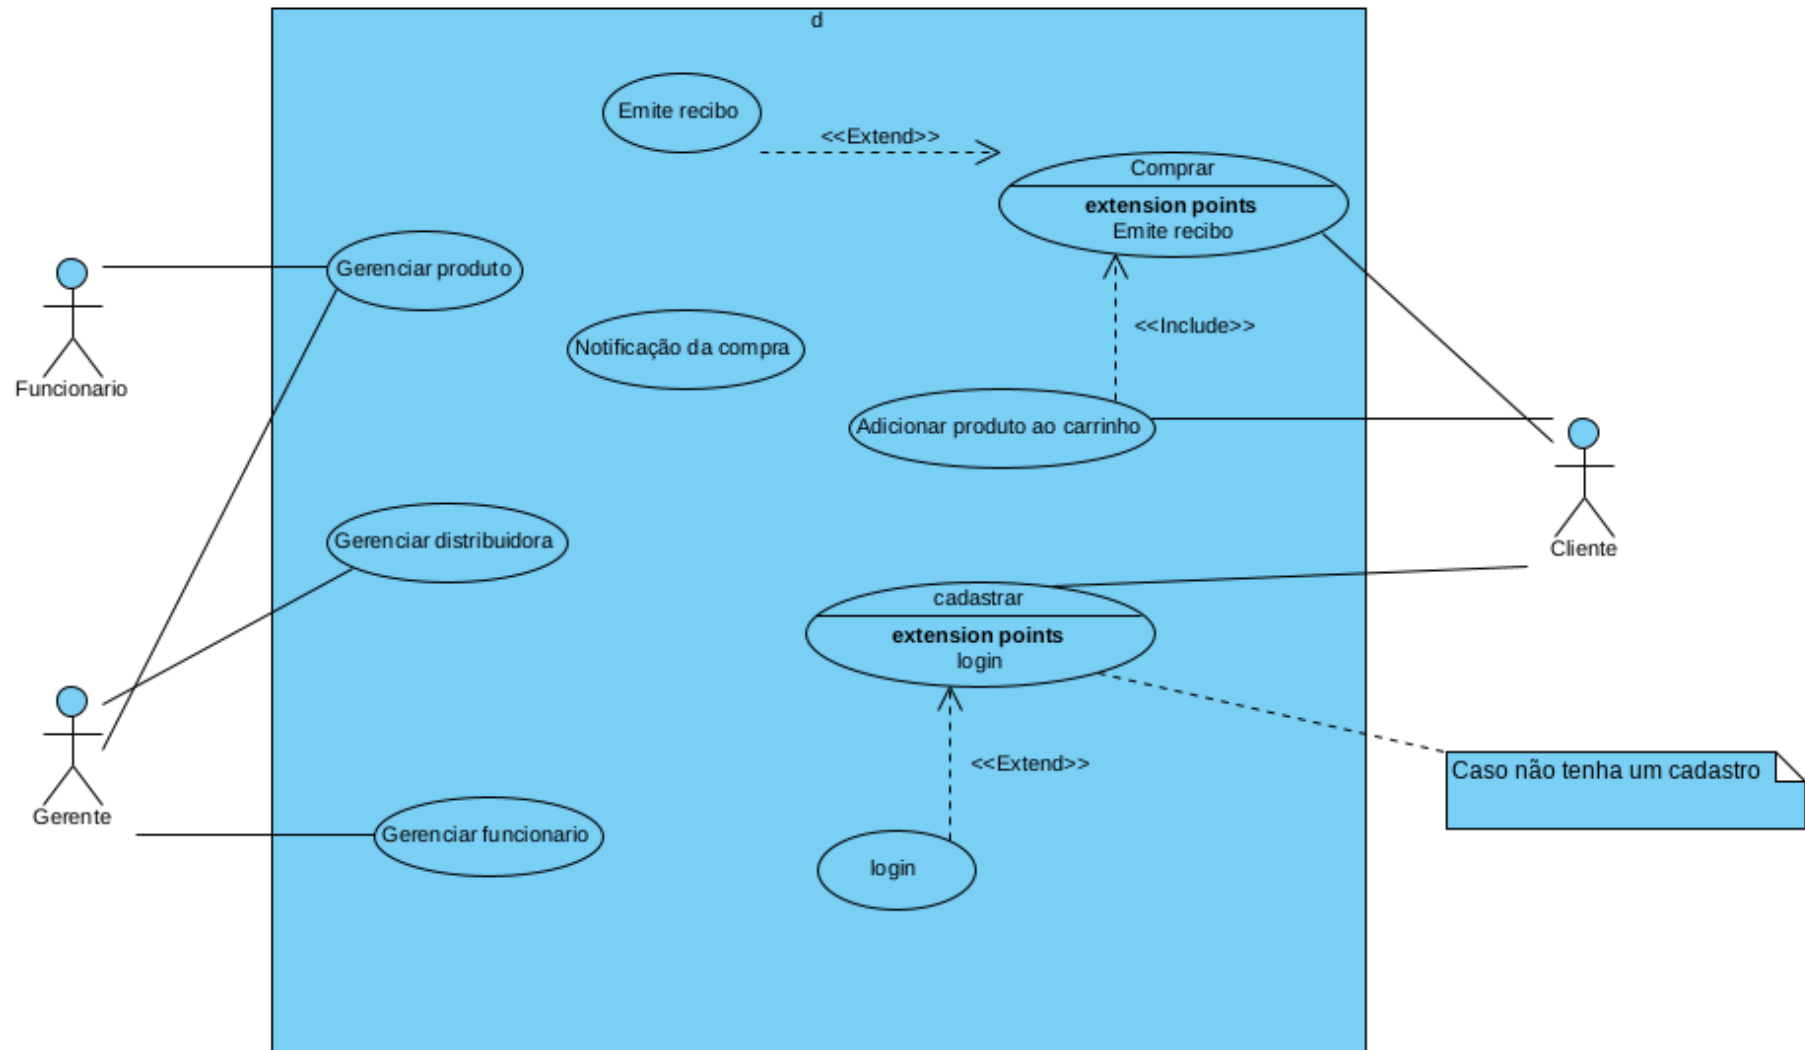 d
Emite recibo
<<Extend>>
Comprar
extension points
Emite recibo
Gerenciar produto
<<Include>>
Notificação da compra
Funcionario
Adicionar produto ao carrinho
Gerenciar distribuidora
Cliente
cadastrar
extension points
login
<<Extend>>
Caso não tenha um cadastro
Gerente
Gerenciar funcionario
login